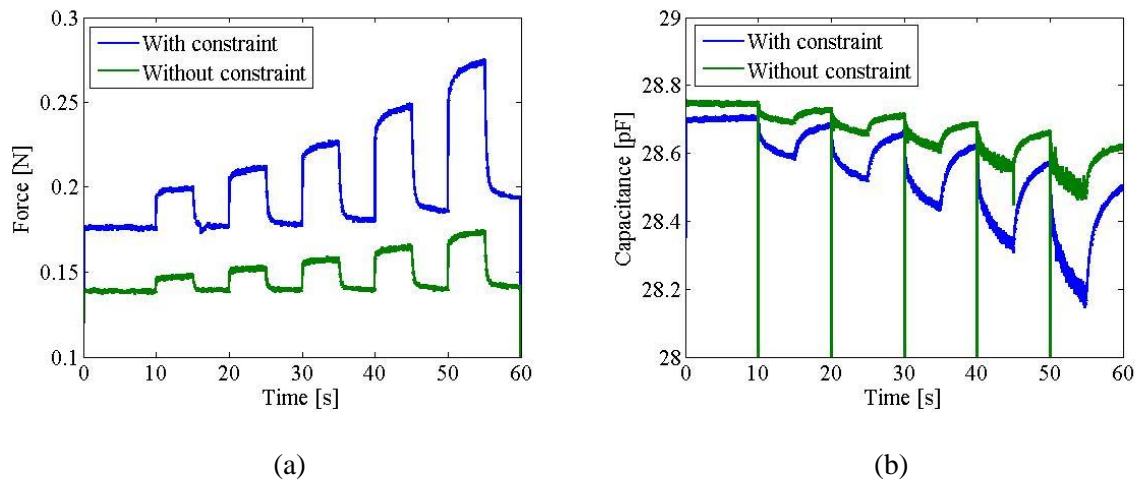 0.3
0.25
0.2
0.15
0.1
Force [N]
With constraint
Without constraint
0 10 20 30 40 50 60
Time [s]
(a)
29
28.8
28.6
28.4
28.2
28
Capacitance [pF]
With constraint
Without constraint
0 10 20 30 40 50 60
Time [s]
(b)